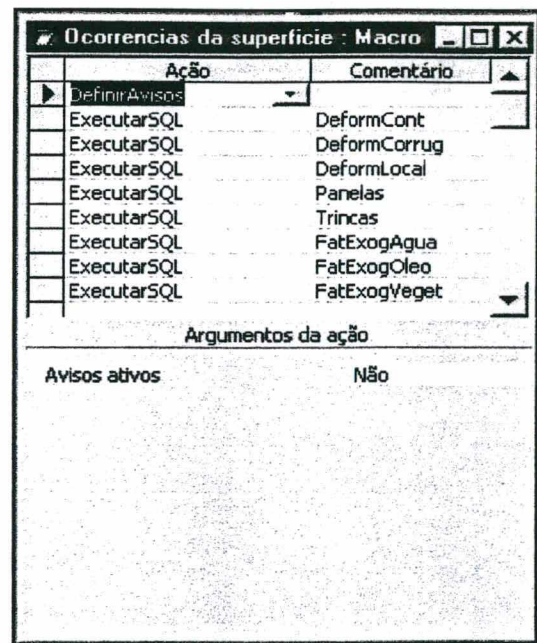 Ocorrencias da superficie : Macro
Ação Comentário
DefinirAvisos
ExecutarSQL DeformCont
ExecutarSQL DeformCorrug
ExecutarSQL DeformLocal
ExecutarSQL Panelas
ExecutarSQL Trincas
ExecutarSQL FatExogAgua
ExecutarSQL FatExogOleo
ExecutarSQL FatExogVeget
Argumentos da ação
Avisos ativos Não